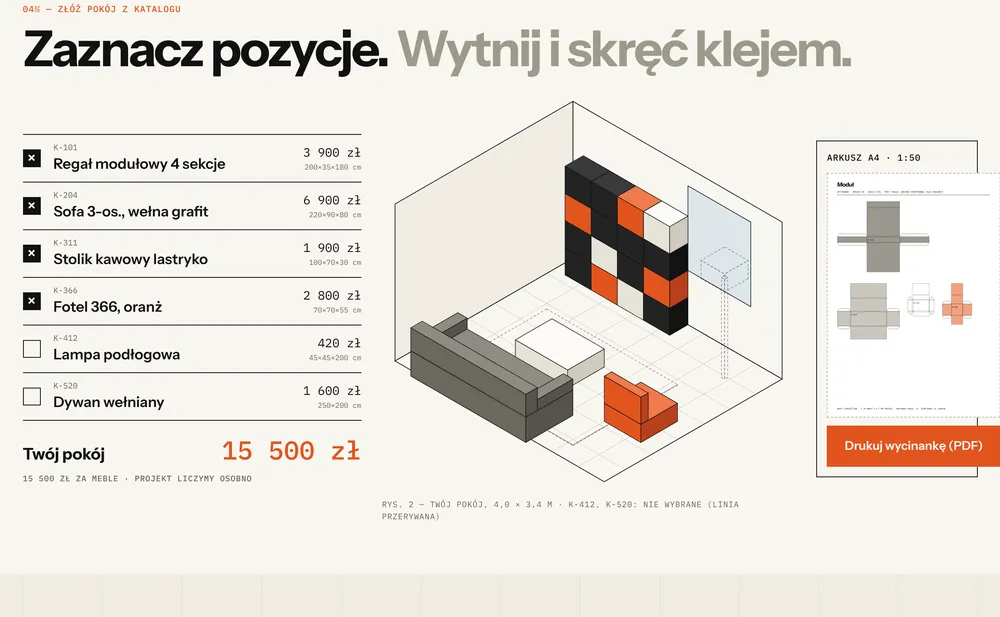 04½ — ZŁÓŻ POKÓJ Z KATALOGU
Zaznacz pozycje. Wytnij i skręć klejem.
K-101
Regał modułowy 4 sekcje
3 900 zł
200×35×180 cm
K-204
Sofa 3-os., wełna grafit
6 900 zł
220×90×80 cm
K-311
Stolik kawowy lastryko
1 900 zł
100×70×30 cm
K-366
Fotel 366, oranż
2 800 zł
70×70×55 cm
K-412
Lampa podłogowa
420 zł
45×45×200 cm
K-520
Dywan wełniany
1 600 zł
250×200 cm
Twój pokój
15 500 zł
15 500 ZŁ ZA MEBLE · PROJEKT LICZYMY OSOBNO
RYS. 2 — TWÓJ POKÓJ, 4,0 × 3,4 M · K-412, K-520: NIE WYBRANE (LINIA
PRZERYWANA)
ARKUSZ A4 · 1:50
Moduł
Drukuj wycinankę (PDF)